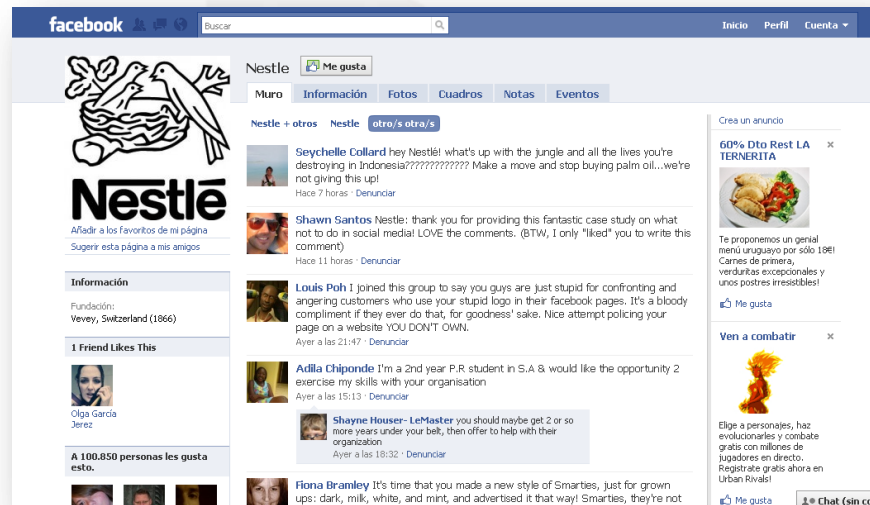 facebook
Buscar
Inicio Perfil Cuenta
Nestlé
Añadir a los favoritos de mi página
Sugerir esta página a mis amigos
Información
Fundación:
Vevey, Switzerland (1866)
1 Friend Likes This
Olga García
Jerez
A 100.850 personas les gusta
esto.
Nestle Me gusta
Muro Información Fotos Cuadros Notas Eventos
Nestle + otros Nestle otro/s otra/s
Seychelle Collard hey Nestlé! what's up with the jungle and all the lives you're
destroying in Indonesia????????????? Make a move and stop buying palm oil...we're
not giving this up!
Hace 7 horas · Denunciar
Shawn Santos Nestle: thank you for providing this fantastic case study on what
not to do in social media! LOVE the comments. (BTW, I only "liked" you to write this
comment)
Hace 11 horas · Denunciar
Louis Poh I joined this group to say you guys are just stupid for confronting and
angering customers who use your stupid logo in their facebook pages. It's a bloody
compliment if they ever do that, for goodness' sake. Nice attempt policing your
page on a website YOU DON'T OWN.
Ayer a las 21:47 · Denunciar
Adila Chiponde I'm a 2nd year P.R student in S.A & would like the opportunity 2
exercise my skills with your organisation
Ayer a las 15:13 · Denunciar
Shayne Houser- LeMaster you should maybe get 2 or so
more years under your belt, then offer to help with their
organization
Ayer a las 18:32 · Denunciar
Fiona Bramley It's time that you made a new style of Smarties, just for grown
ups: dark, milk, white, and mint, and advertised it that way! Smarties, they're not
Crea un anuncio
60% Dto Rest LA
TERNERITA
Te proponemos un genial
menú uruguayo por sólo 18€!
Carnes de primera,
verduritas excepcionales y
unos postres irresistibles!
Me gusta
Ven a combatir
Elige a personajes, haz
evolucionarles y combate
gratis con millones de
jugadores en directo.
Registrate gratis ahora en
Urban Rivals!
Me gusta
Chat (sin co